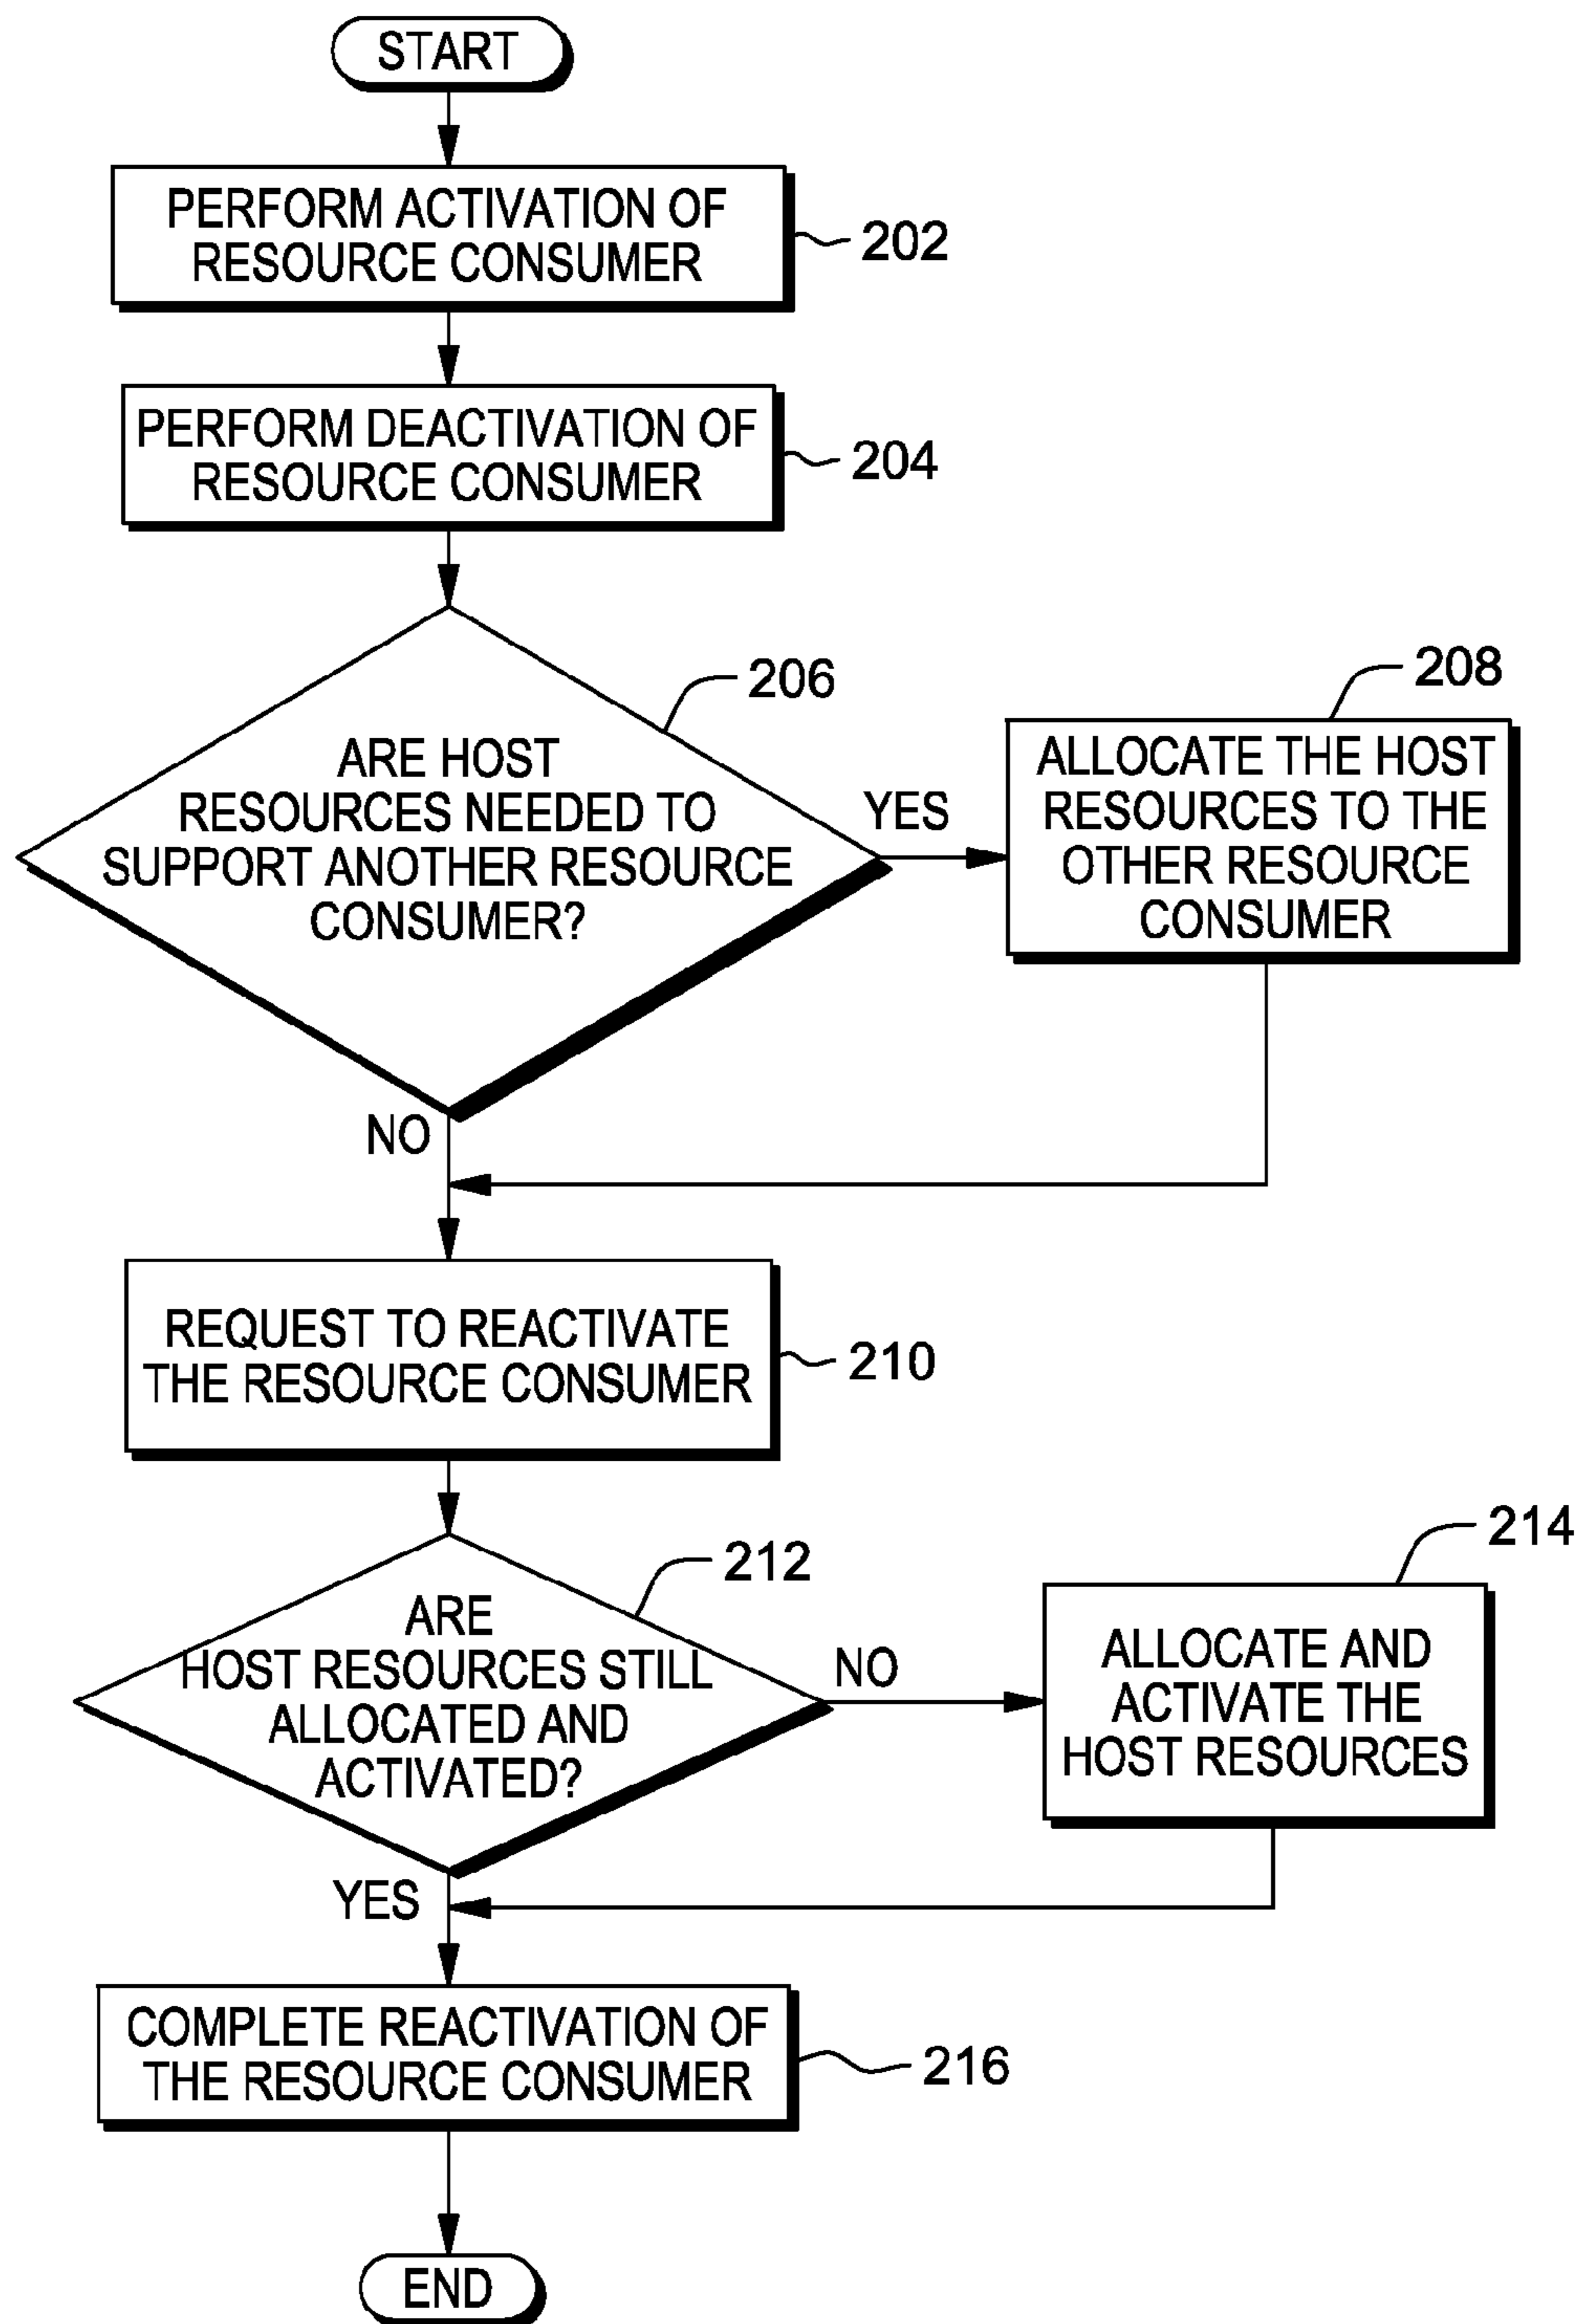 START
PERFORM ACTIVATION OF
RESOURCE CONSUMER
202
PERFORM DEACTIVATION OF
RESOURCE CONSUMER
204
206
ARE HOST
RESOURCES NEEDED TO
SUPPORT ANOTHER RESOURCE
CONSUMER?
YES
208
ALLOCATE THE HOST
RESOURCES TO THE
OTHER RESOURCE
CONSUMER
NO
REQUEST TO REACTIVATE
THE RESOURCE CONSUMER
210
212
ARE
HOST RESOURCES STILL
ALLOCATED AND
ACTIVATED?
NO
214
ALLOCATE AND
ACTIVATE THE
HOST RESOURCES
YES
COMPLETE REACTIVATION OF
THE RESOURCE CONSUMER
216
END